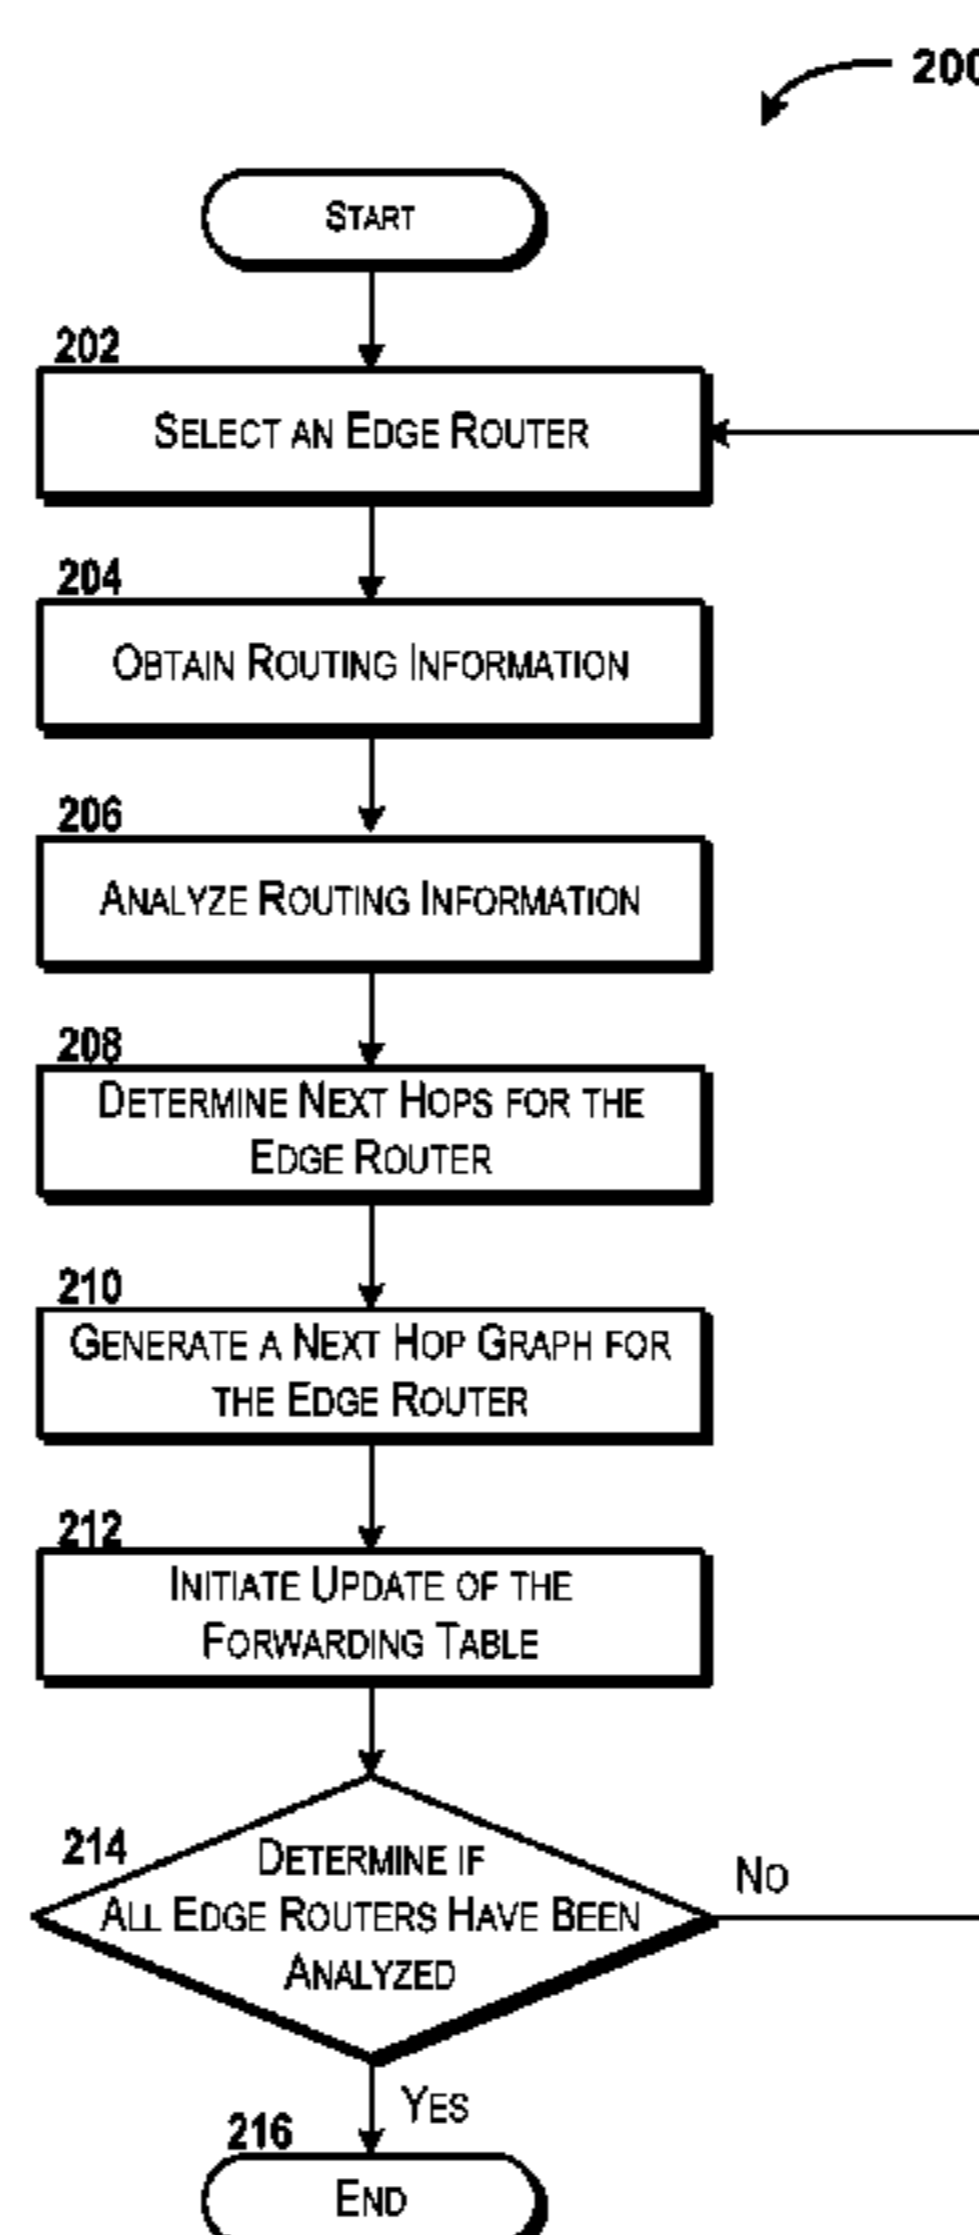 200
START
202
SELECT AN EDGE ROUTER
204
OBTAIN ROUTING INFORMATION
206
ANALYZE ROUTING INFORMATION
208
DETERMINE NEXT HOPS FOR THE
EDGE ROUTER
210
GENERATE A NEXT HOP GRAPH FOR
THE EDGE ROUTER
212
INITIATE UPDATE OF THE
FORWARDING TABLE
214
DETERMINE IF
ALL EDGE ROUTERS HAVE BEEN
ANALYZED
NO
YES
216
END